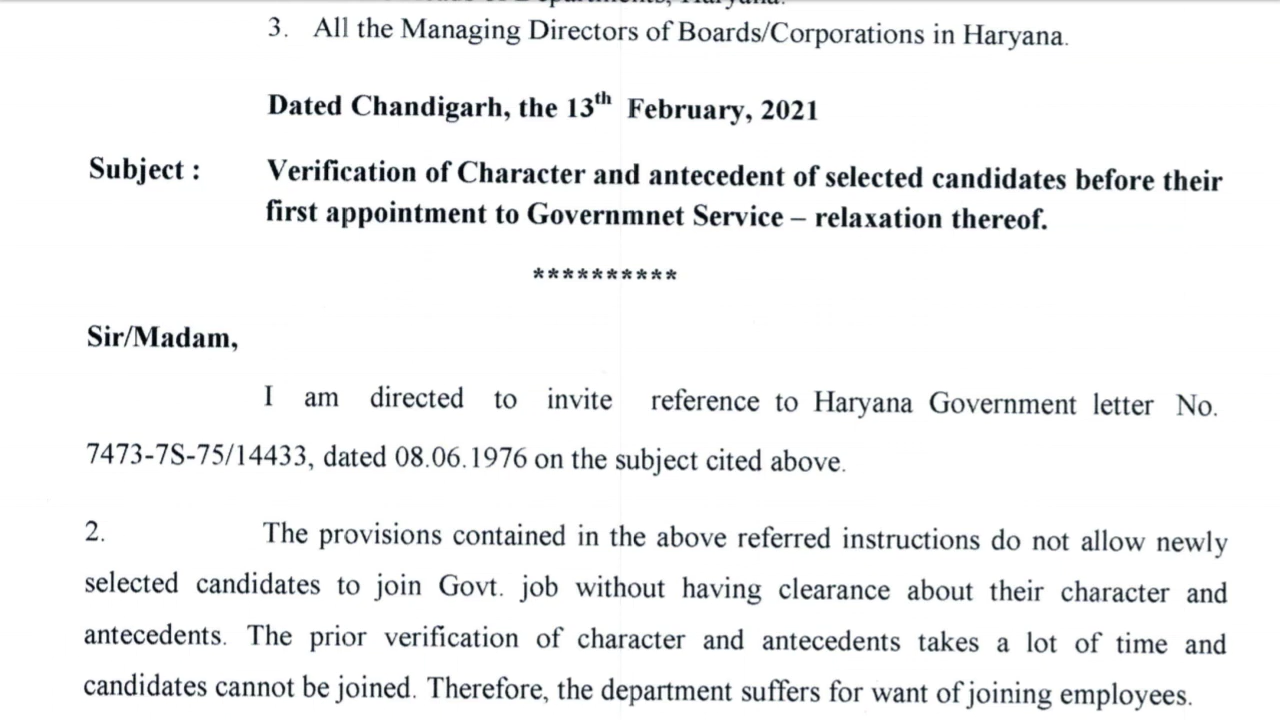 3. All the Managing Directors of Boards/Corporations in Haryana.
Dated Chandigarh, the 13th February, 2021
Subject : Verification of Character and antecedent of selected candidates before their
first appointment to Governmnet Service – relaxation thereof.
**********
Sir/Madam,
I am directed to invite reference to Haryana Government letter No.
7473-7S-75/14433, dated 08.06.1976 on the subject cited above.
2. The provisions contained in the above referred instructions do not allow newly
selected candidates to join Govt. job without having clearance about their character and
antecedents. The prior verification of character and antecedents takes a lot of time and
candidates cannot be joined. Therefore, the department suffers for want of joining employees.